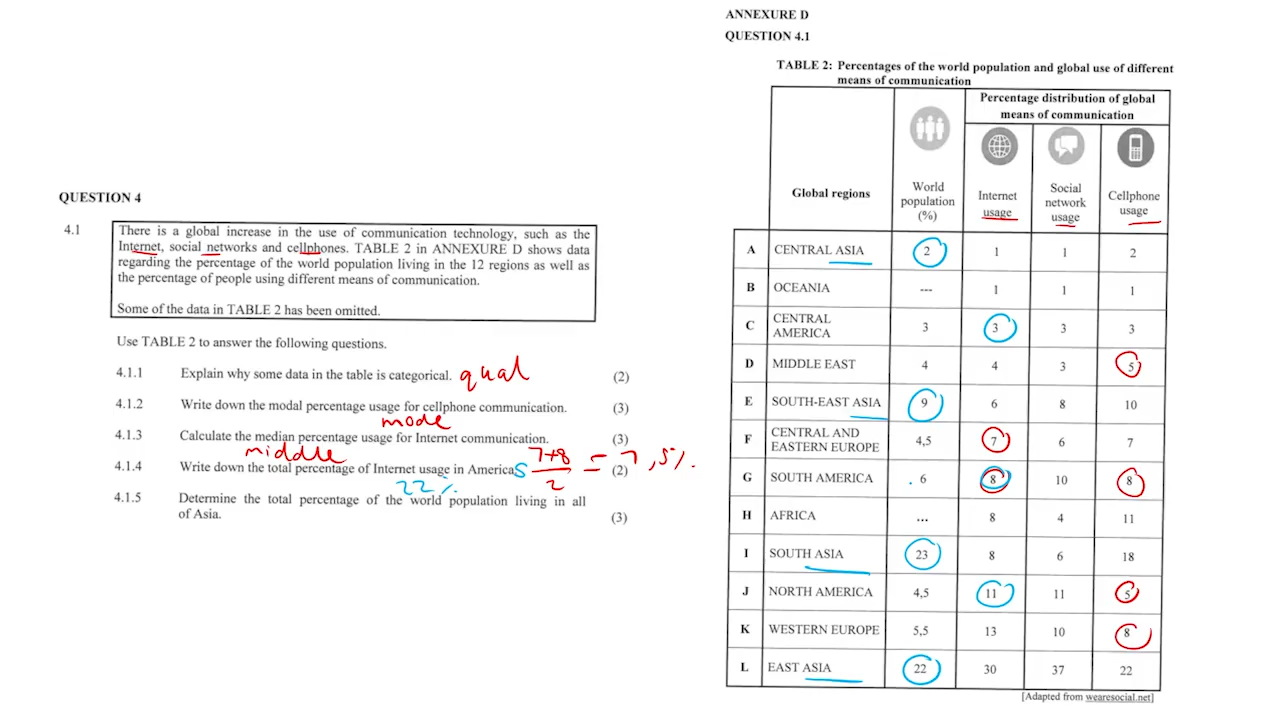 QUESTION 4
4.1 There is a global increase in the use of communication technology, such as the
Internet, social networks and cellphones. TABLE 2 in ANNEXURE D shows data
regarding the percentage of the world population living in the 12 regions as well as
the percentage of people using different means of communication.
Some of the data in TABLE 2 has been omitted.
Use TABLE 2 to answer the following questions.
4.1.1 Explain why some data in the table is categorical. qual (2)
4.1.2 Write down the modal percentage usage for cellphone communication. (3)
mode
4.1.3 Calculate the median percentage usage for Internet communication. (3)
middle
4.1.4 Write down the total percentage of Internet usage in Americas (2)
7+8 / 2 = 7,5%.
22%
4.1.5 Determine the total percentage of the world population living in all
of Asia. (3)
ANNEXURE D
QUESTION 4.1
TABLE 2: Percentages of the world population and global use of different
means of communication
Global regions
World
population
(%)
Percentage distribution of global
means of communication
Internet
usage
Social
network
usage
Cellphone
usage
A CENTRAL ASIA 2 1 1 2
B OCEANIA --- 1 1 1
C CENTRAL
AMERICA 3 3 3 3
D MIDDLE EAST 4 4 3 5
E SOUTH-EAST ASIA 9 6 8 10
F CENTRAL AND
EASTERN EUROPE 4,5 7 6 7
G SOUTH AMERICA 6 8 10 8
H AFRICA ... 8 4 11
I SOUTH ASIA 23 8 6 18
J NORTH AMERICA 4,5 11 11 5
K WESTERN EUROPE 5,5 13 10 8
L EAST ASIA 22 30 37 22
[Adapted from wearesocial.net]